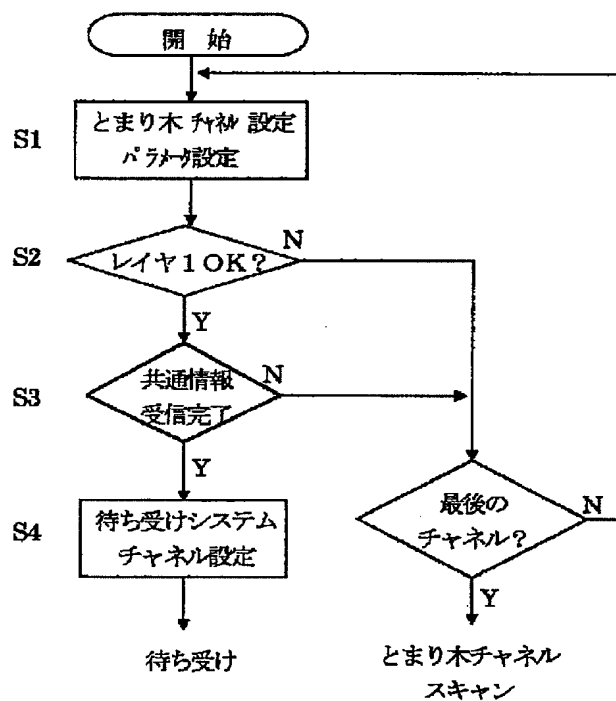 開始
S1
とまり木 チャネル 設定
パラメータ設定
S2
レイヤ1OK?
N
Y
S3
共通情報
受信完了
N
Y
S4
待ち受けシステム
チャネル設定
最後の
チャネル?
N
Y
待ち受け
とまり木チャネル
スキャン